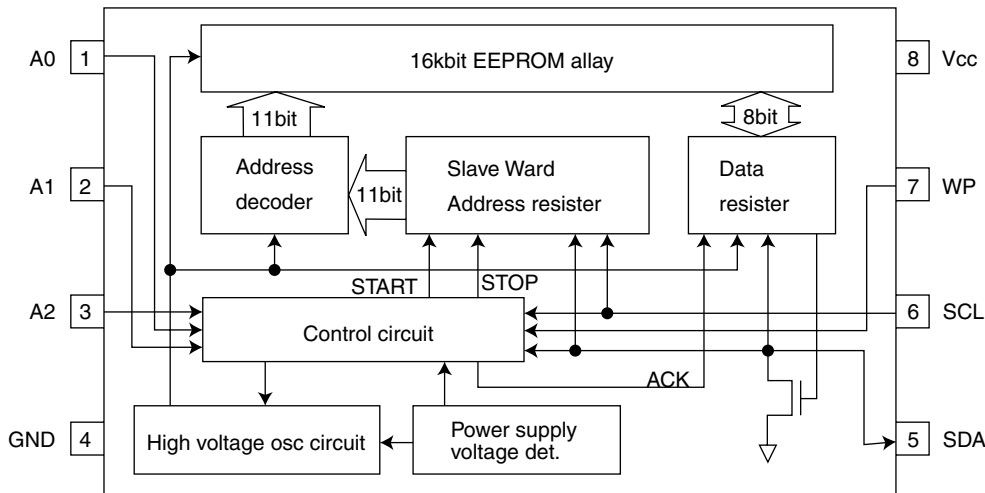 A0
1
16kbit EEPROM allay
8
Vcc
11bit
8bit
A1
2
Address
decoder
11bit
Slave Ward
Address resister
Data
resister
7
WP
START
STOP
A2
3
Control circuit
6
SCL
ACK
GND
4
High voltage osc circuit
Power supply
voltage det.
5
SDA